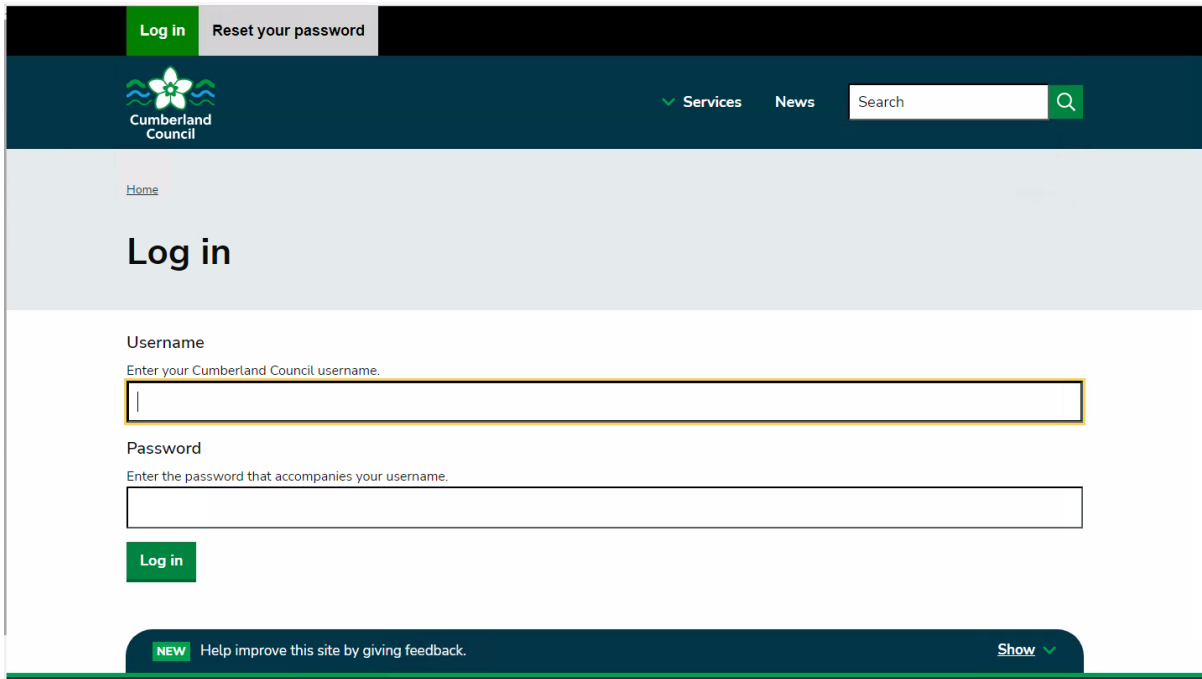 Log in Reset your password
Cumberland
Council
Services News Search
Home
Log in
Username
Enter your Cumberland Council username.
Password
Enter the password that accompanies your username.
Log in
NEW Help improve this site by giving feedback. Show